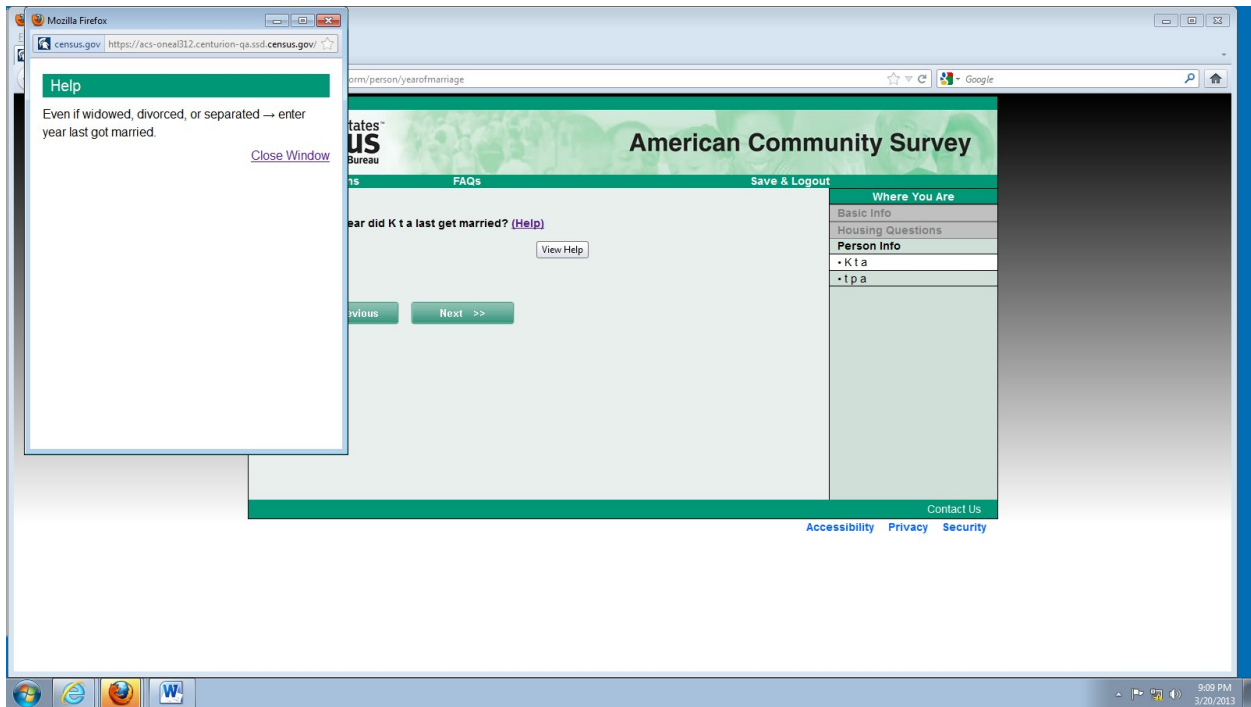 Mozilla Firefox
census.gov https://acs-oneal312.centurion-qa.ssd.census.gov/
Help
Even if widowed, divorced, or separated → enter
year last got married.
Close Window
orm/person/yearofmarriage
Google
tates™
us
Bureau
American Community Survey
ns FAQs Save & Logout
ear did K t a last get married? (Help)
View Help
evious Next >>
Where You Are
Basic Info
Housing Questions
Person Info
• K t a
• t p a
Contact Us
Accessibility Privacy Security
9:09 PM
3/20/2013